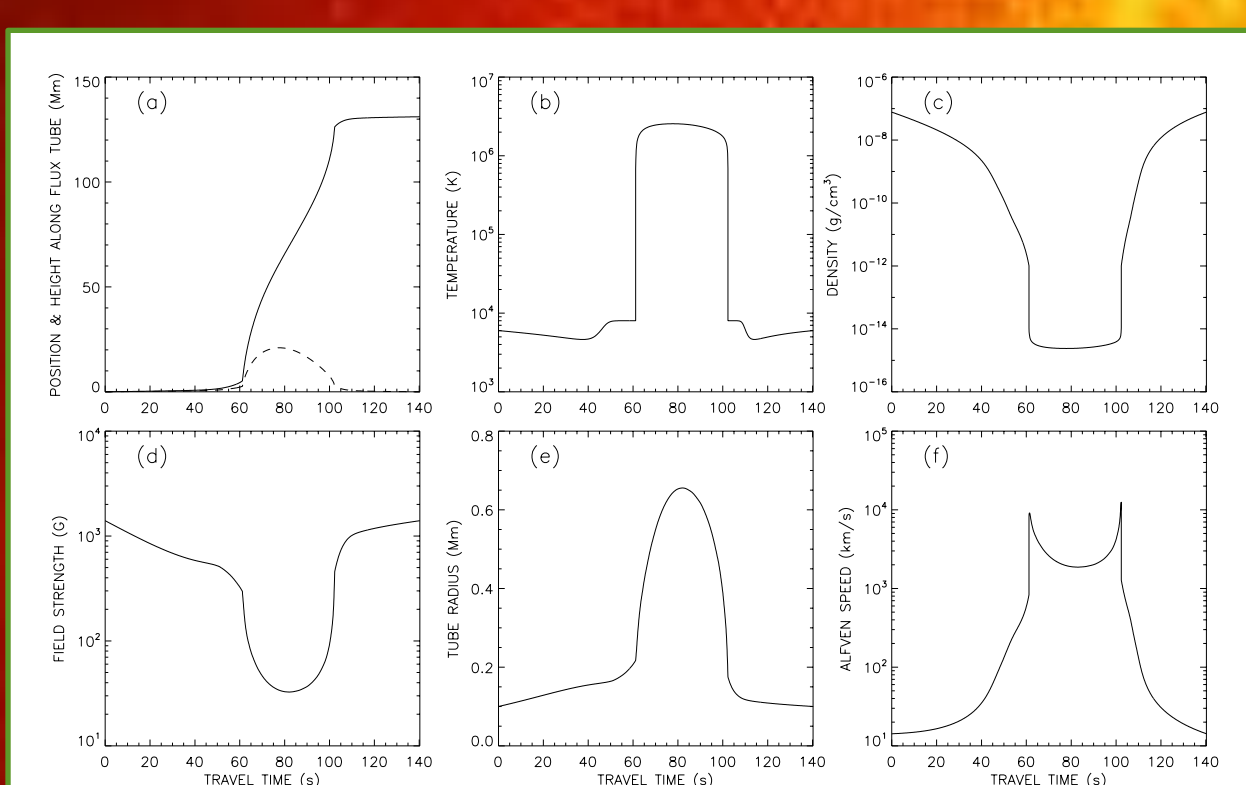 POSITION & HEIGHT ALONG FLUX TUBE (Mm)
(a)
150
100
50
0
0 20 40 60 80 100 120 140
TEMPERATURE (K)
(b)
10^7
10^6
10^5
10^4
10^3
0 20 40 60 80 100 120 140
DENSITY (g/cm^3)
(c)
10^-6
10^-8
10^-10
10^-12
10^-14
10^-16
0 20 40 60 80 100 120 140
FIELD STRENGTH (G)
(d)
10^4
10^3
10^2
10^1
0 20 40 60 80 100 120 140
TRAVEL TIME (s)
TUBE RADIUS (Mm)
(e)
0.8
0.6
0.4
0.2
0.0
0 20 40 60 80 100 120 140
TRAVEL TIME (s)
ALFVEN SPEED (km/s)
(f)
10^5
10^4
10^3
10^2
10^1
0 20 40 60 80 100 120 140
TRAVEL TIME (s)